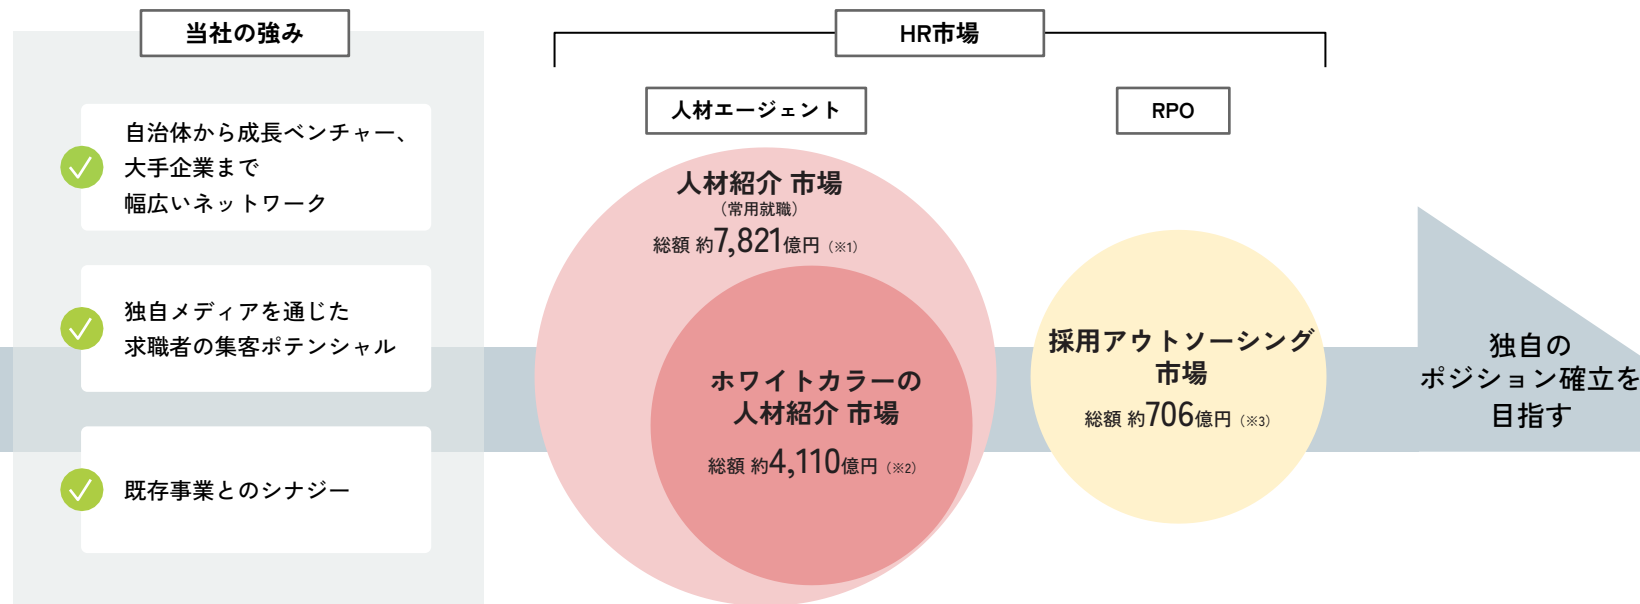 当社の強み
自治体から成長ベンチャー、
大手企業まで
幅広いネットワーク
独自メディアを通じた
求職者の集客ポテンシャル
既存事業とのシナジー
HR市場
人材エージェント
人材紹介 市場
（常用就職）
総額 約7,821億円（※1）
ホワイトカラーの
人材紹介 市場
総額 約4,110億円（※2）
RPO
採用アウトソーシング
市場
総額 約706億円（※3）
独自の
ポジション確立を
目指す